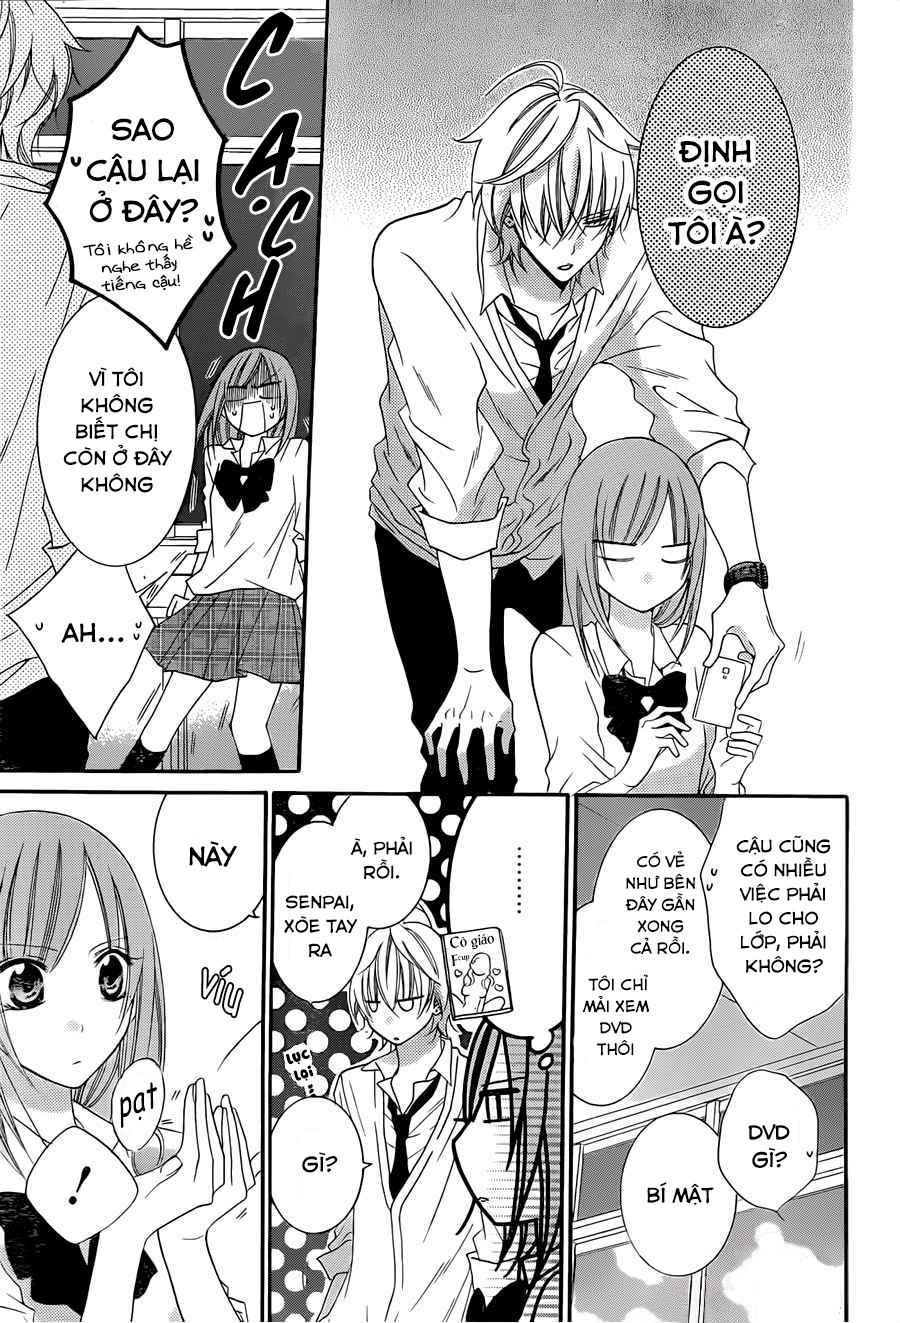 ĐỊNH
GỌI
TÔI À?
CẠCH
SAO
CẬU LẠI
Ở ĐÂY?
Tôi không hề
nghe thấy
tiếng cậu!
VÌ TÔI
KHÔNG
BIẾT CHỊ
CÒN Ở ĐÂY
KHÔNG
AH...
CẬU CŨNG
CÓ NHIỀU
VIỆC PHẢI
LO CHO
LỚP, PHẢI
KHÔNG?
CÓ VẺ
NHƯ BÊN
ĐÂY GẦN
XONG
CẢ RỒI.
TÔI CHỈ
MẢI XEM
DVD
THÔI
DVD
GÌ?
BÍ MẬT
..........
Cô giáo
Fcup
À, PHẢI
RỒI.
SENPAI,
XÒE TAY
RA
LỤC
LỌI
GÌ?
NÀY
VÍU
PẠT
!